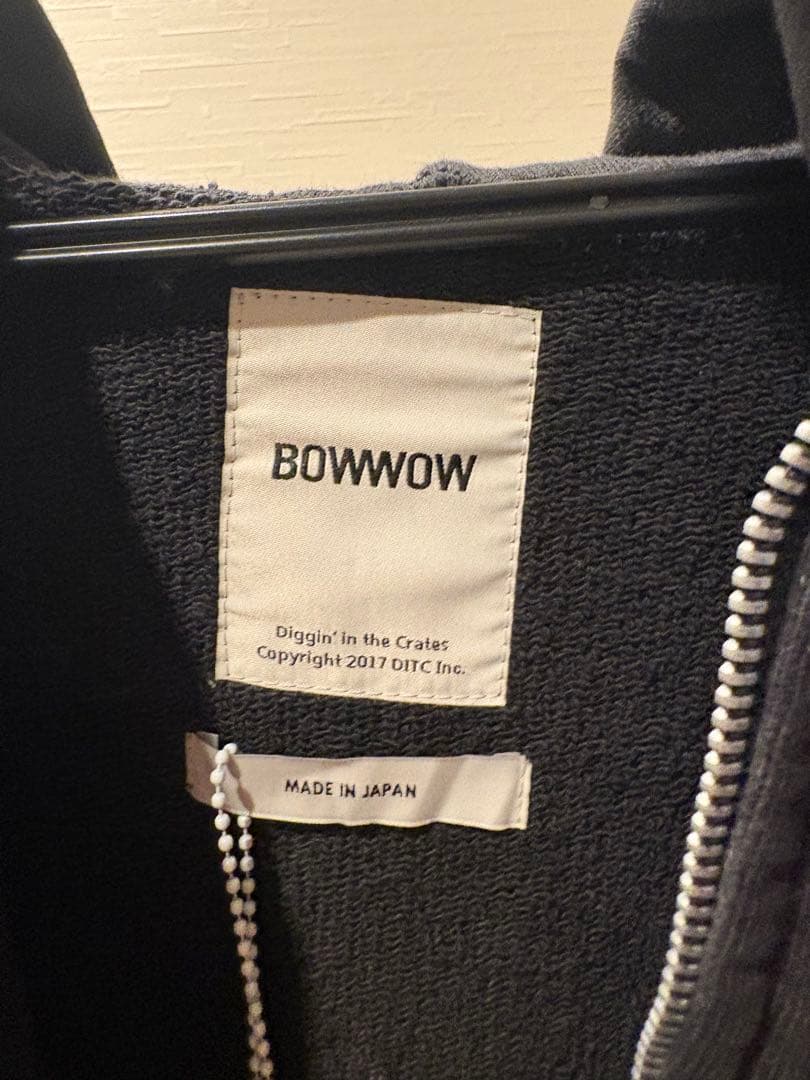 BOWWOW
Diggin' in the Crates
Copyright 2017 DITC Inc.
MADE IN JAPAN